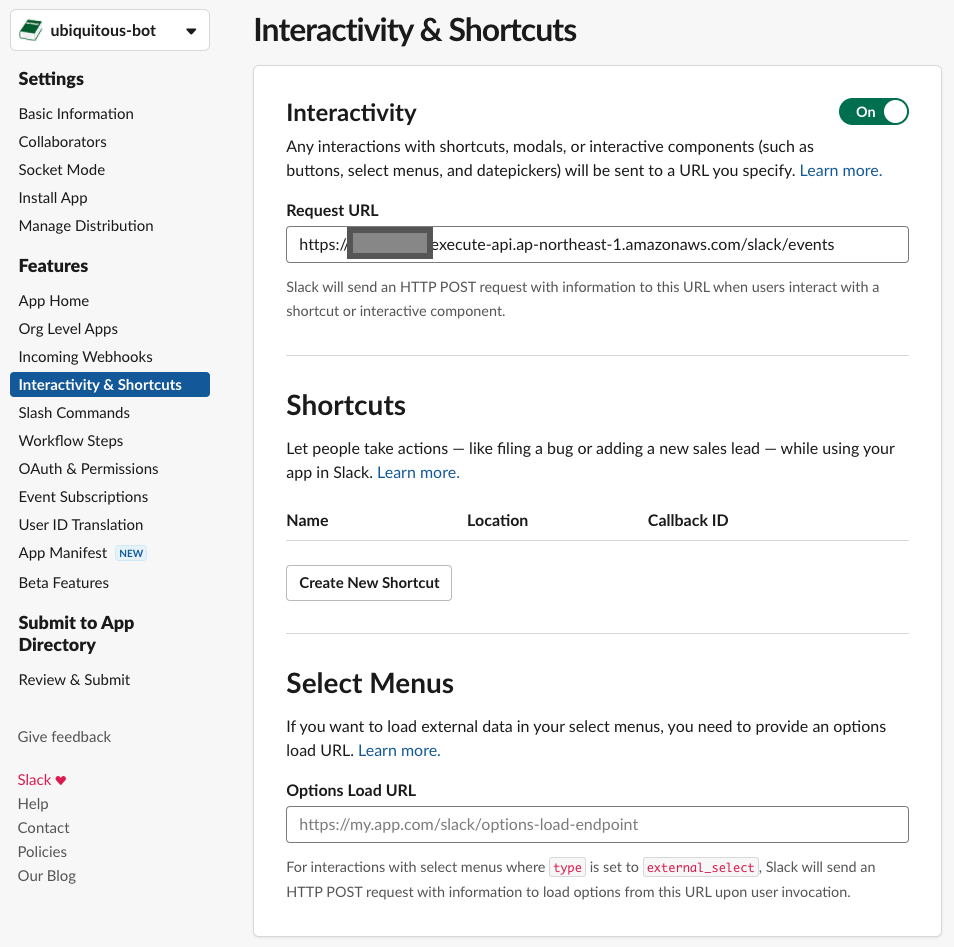 ubiquitous-bot
Settings
Basic Information
Collaborators
Socket Mode
Install App
Manage Distribution
Features
App Home
Org Level Apps
Incoming Webhooks
Interactivity & Shortcuts
Slash Commands
Workflow Steps
OAuth & Permissions
Event Subscriptions
User ID Translation
App Manifest NEW
Beta Features
Submit to App
Directory
Review & Submit
Give feedback
Slack ♥
Help
Contact
Policies
Our Blog
Interactivity & Shortcuts
Interactivity
On
Any interactions with shortcuts, modals, or interactive components (such as
buttons, select menus, and datepickers) will be sent to a URL you specify. Learn more.
Request URL
https:/ execute-api.ap-northeast-1.amazonaws.com/slack/events
Slack will send an HTTP POST request with information to this URL when users interact with a
shortcut or interactive component.
Shortcuts
Let people take actions — like filing a bug or adding a new sales lead — while using your
app in Slack. Learn more.
Name Location Callback ID
Create New Shortcut
Select Menus
If you want to load external data in your select menus, you need to provide an options
load URL. Learn more.
Options Load URL
https://my.app.com/slack/options-load-endpoint
For interactions with select menus where type is set to external_select, Slack will send an
HTTP POST request with information to load options from this URL upon user invocation.